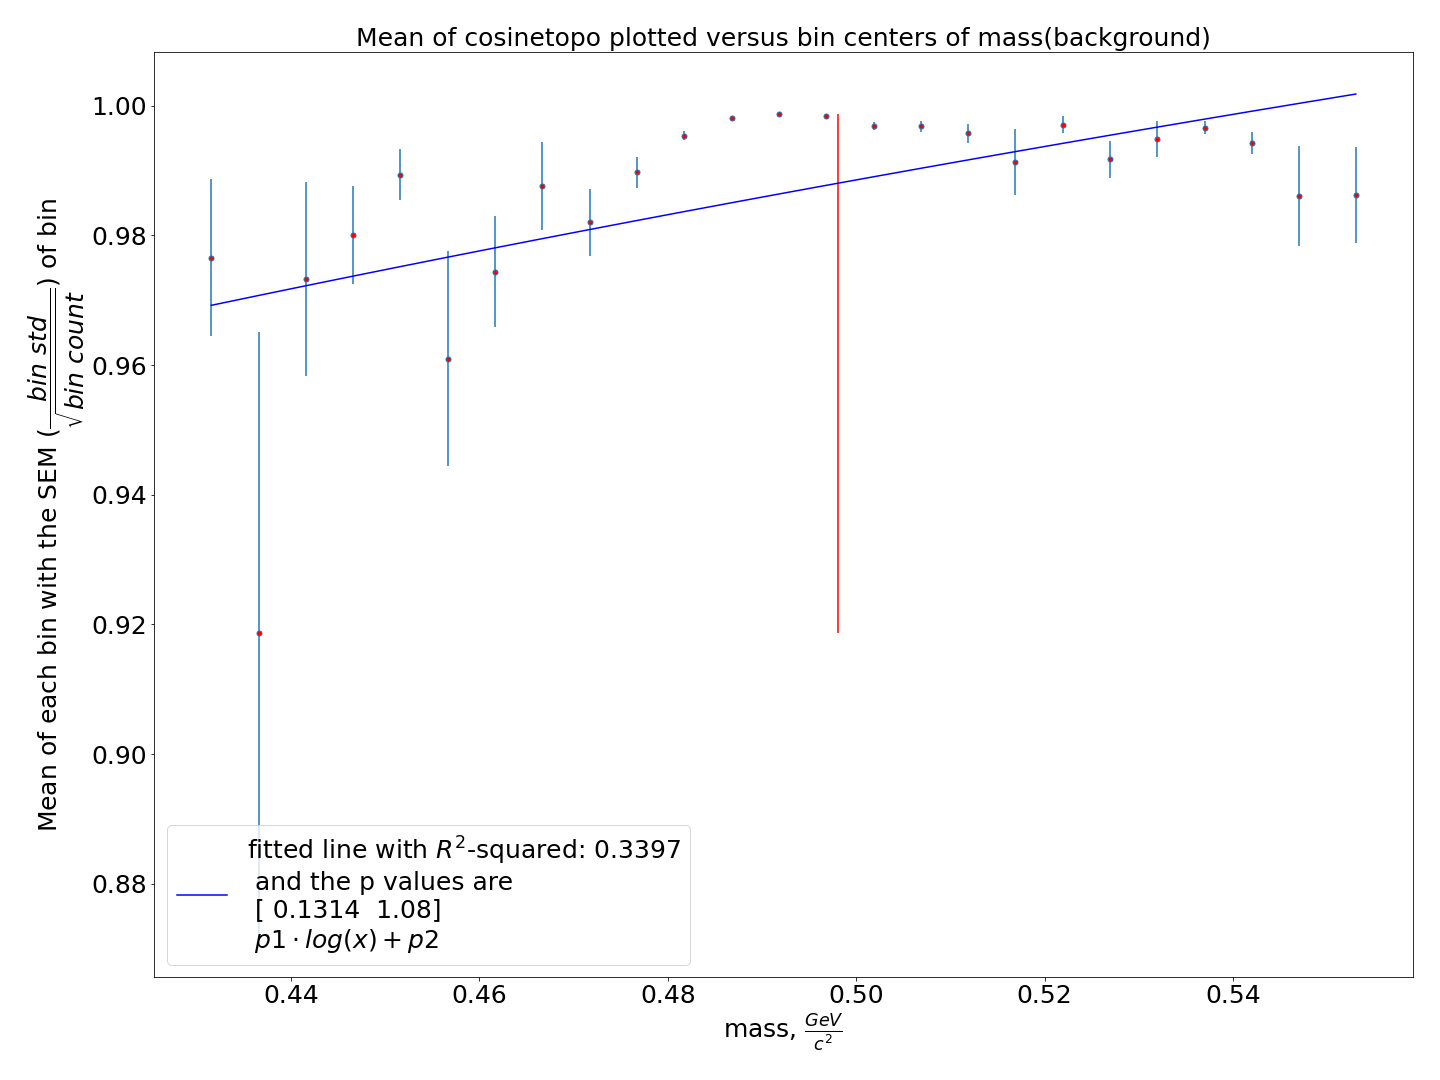 Mean of cosinetopo plotted versus bin centers of mass(background)
Mean of each bin with the SEM ( bin std / √bin count ) of bin
1.00
0.98
0.96
0.94
0.92
0.90
0.88
fitted line with R²-squared: 0.3397
and the p values are
[ 0.1314  1.08]
p1 · log(x) + p2
0.44 0.46 0.48 0.50 0.52 0.54
mass, GeV/c²